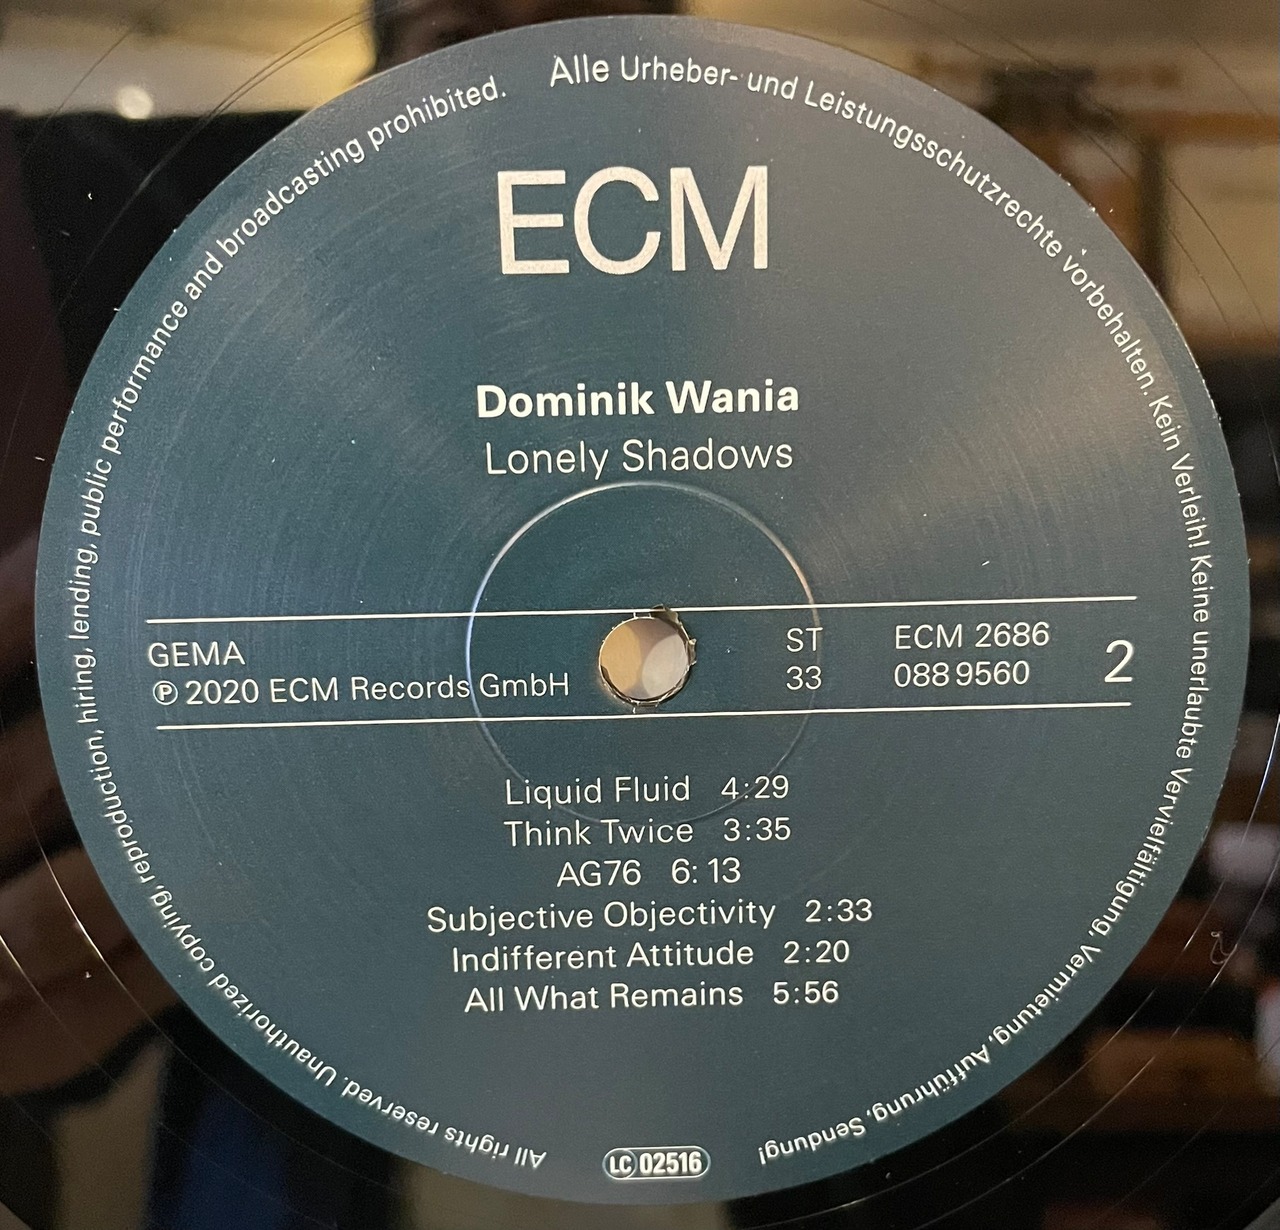 Alle Urheber- und Leistungsschutzrechte vorbehalten. Kein Verleih! Keine unerlaubte Vervielfältigung, Vermietung, Aufführung, Sendung!
ECM
Dominik Wania
Lonely Shadows
GEMA
℗ 2020 ECM Records GmbH
ST
33
ECM 2686
088 9560
2
Liquid Fluid 4:29
Think Twice 3:35
AG76 6:13
Subjective Objectivity 2:33
Indifferent Attitude 2:20
All What Remains 5:56
LC 02516
All rights reserved. Unauthorized copying, reproduction, hiring, lending, public performance and broadcasting prohibited.